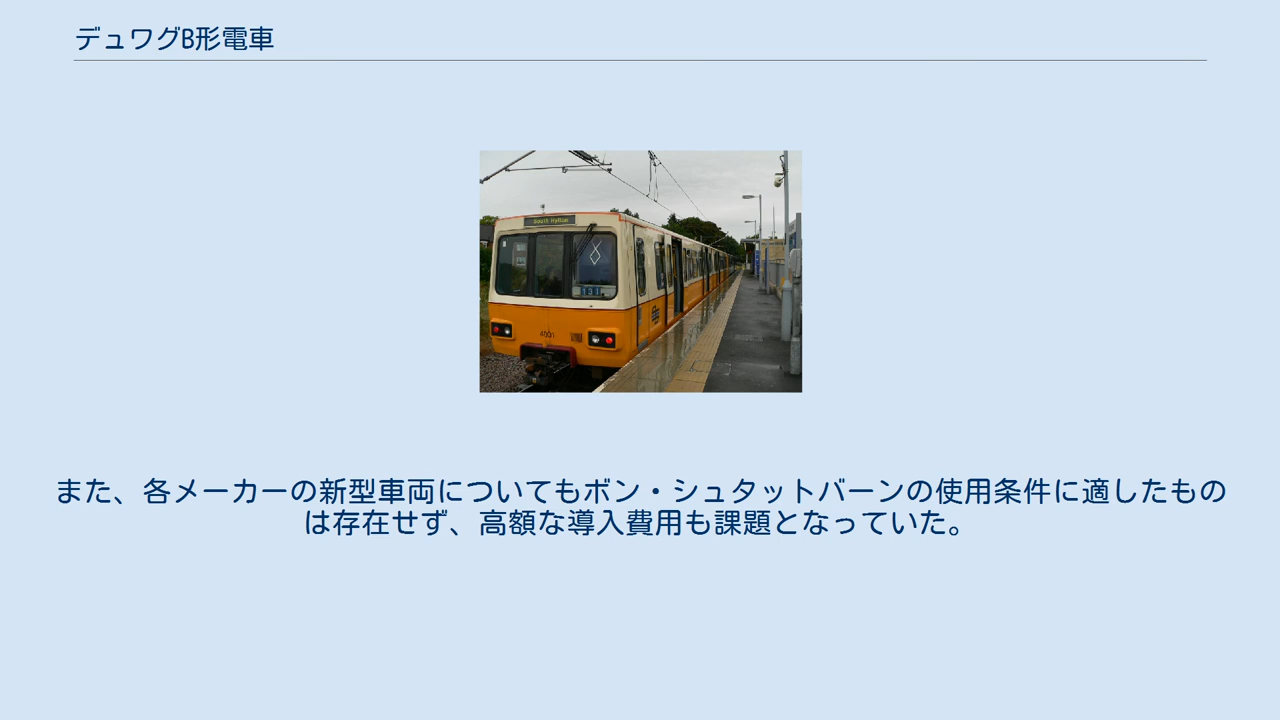 デュワグB形電車
South Hylton
4001
また、各メーカーの新型車両についてもボン・シュタットバーンの使用条件に適したもの
は存在せず、高額な導入費用も課題となっていた。